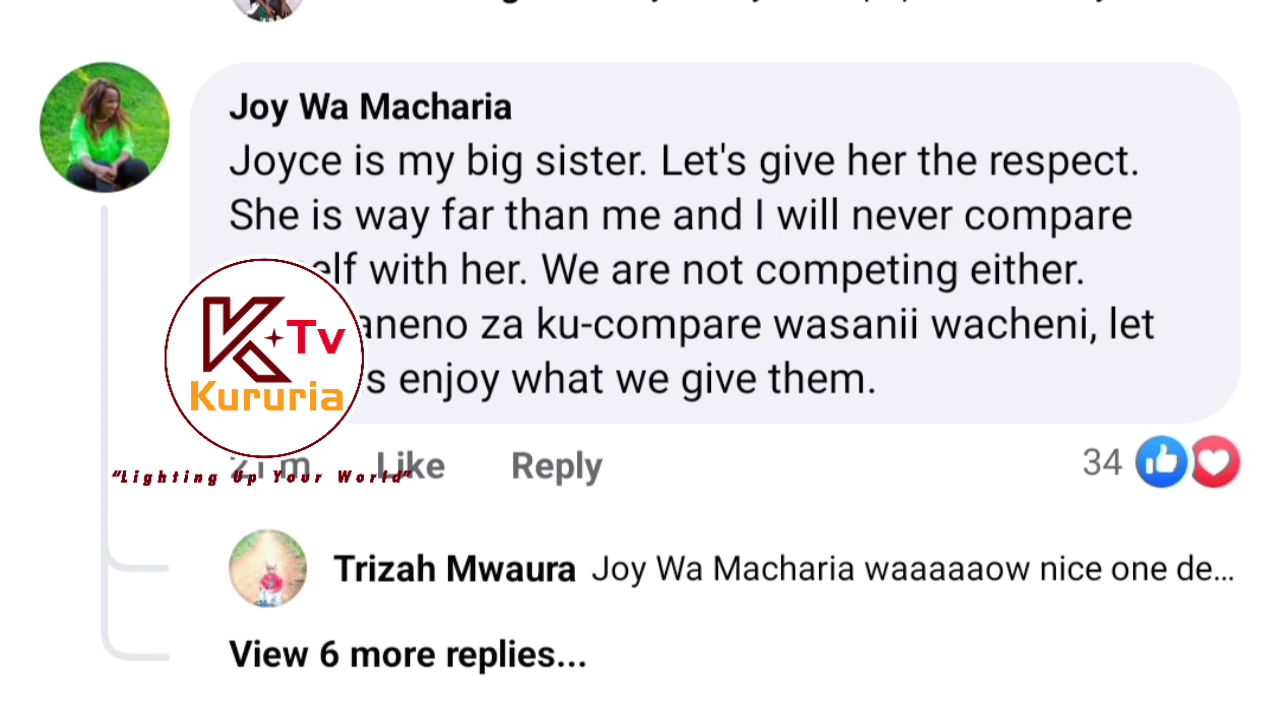 Joy Wa Macharia
Joyce is my big sister. Let's give her the respect.
She is way far than me and I will never compare
elf with her. We are not competing either.
aneno za ku-compare wasanii wacheni, let
s enjoy what we give them.
K Tv
Kururia
"Lighting Up Your World"
21 m Like Reply 34
Trizah Mwaura Joy Wa Macharia waaaaaow nice one de...
View 6 more replies...